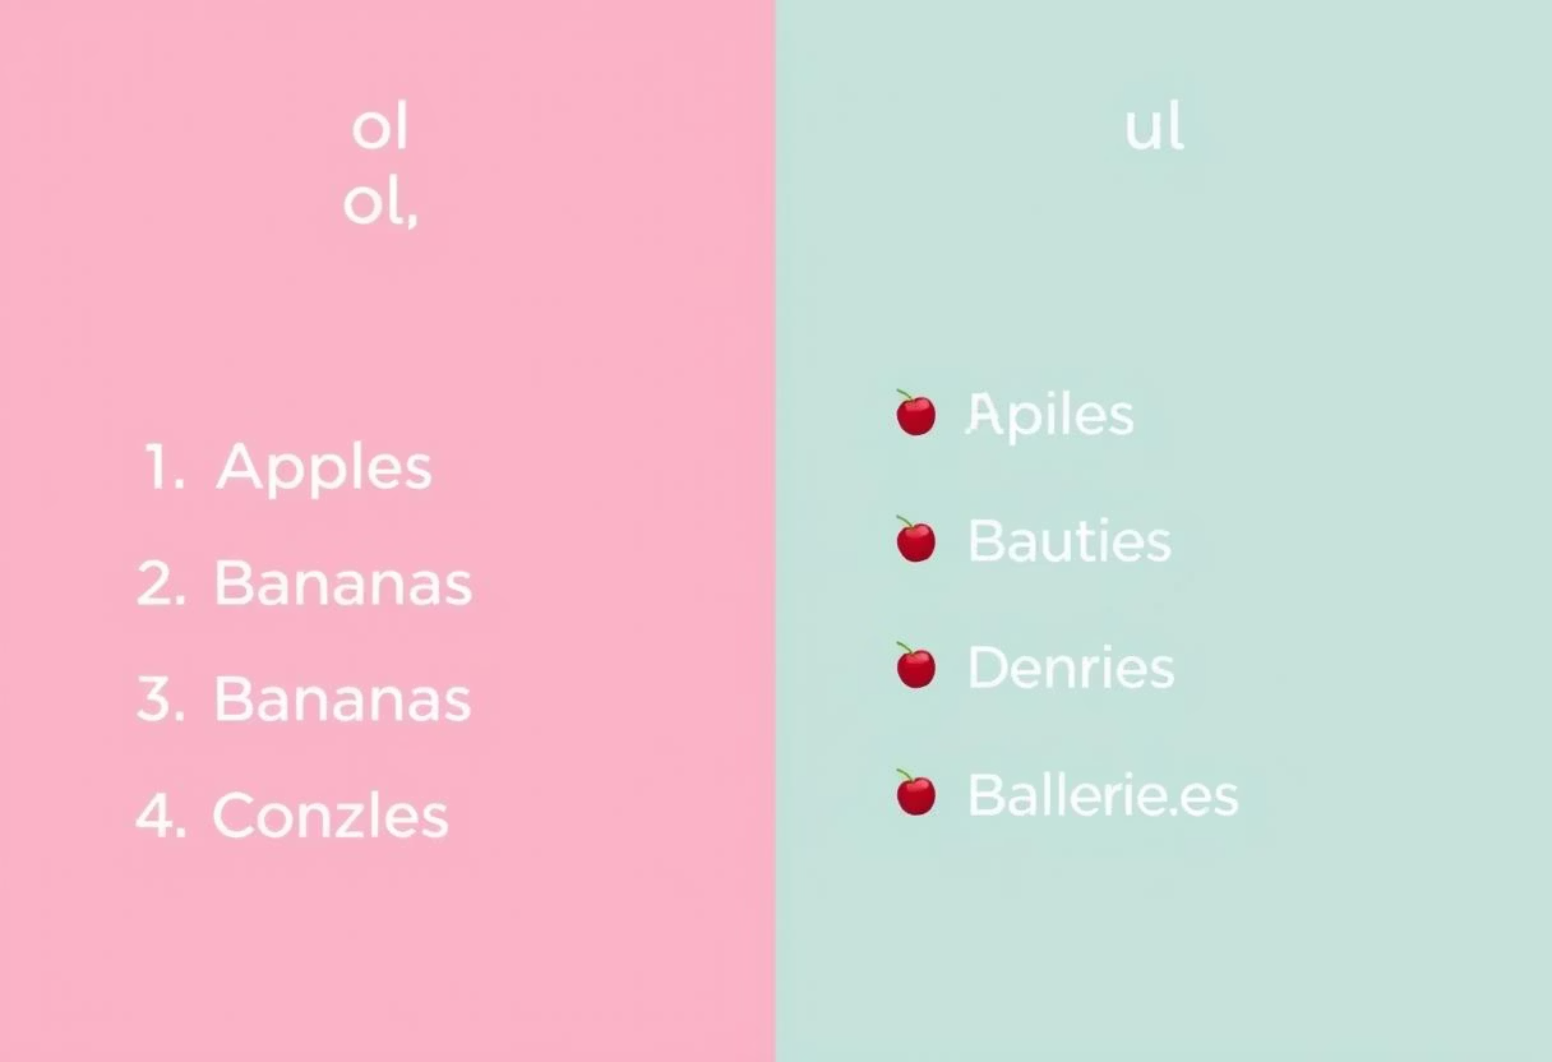 ol
ol,
1. Apples
2. Bananas
3. Bananas
4. Conzles
ul
Apiles
Bauties
Denries
Ballerie.es